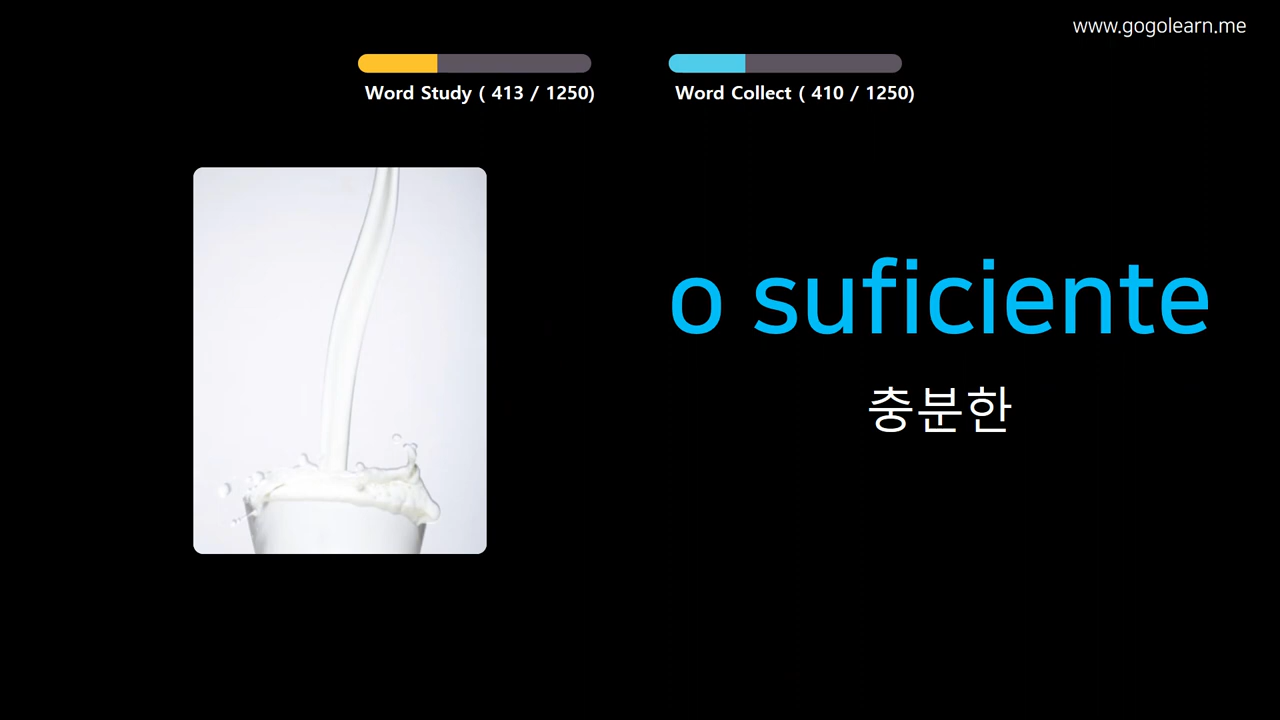 www.gogolearn.me
Word Study ( 413 / 1250)
Word Collect ( 410 / 1250)
o suficiente
충분한